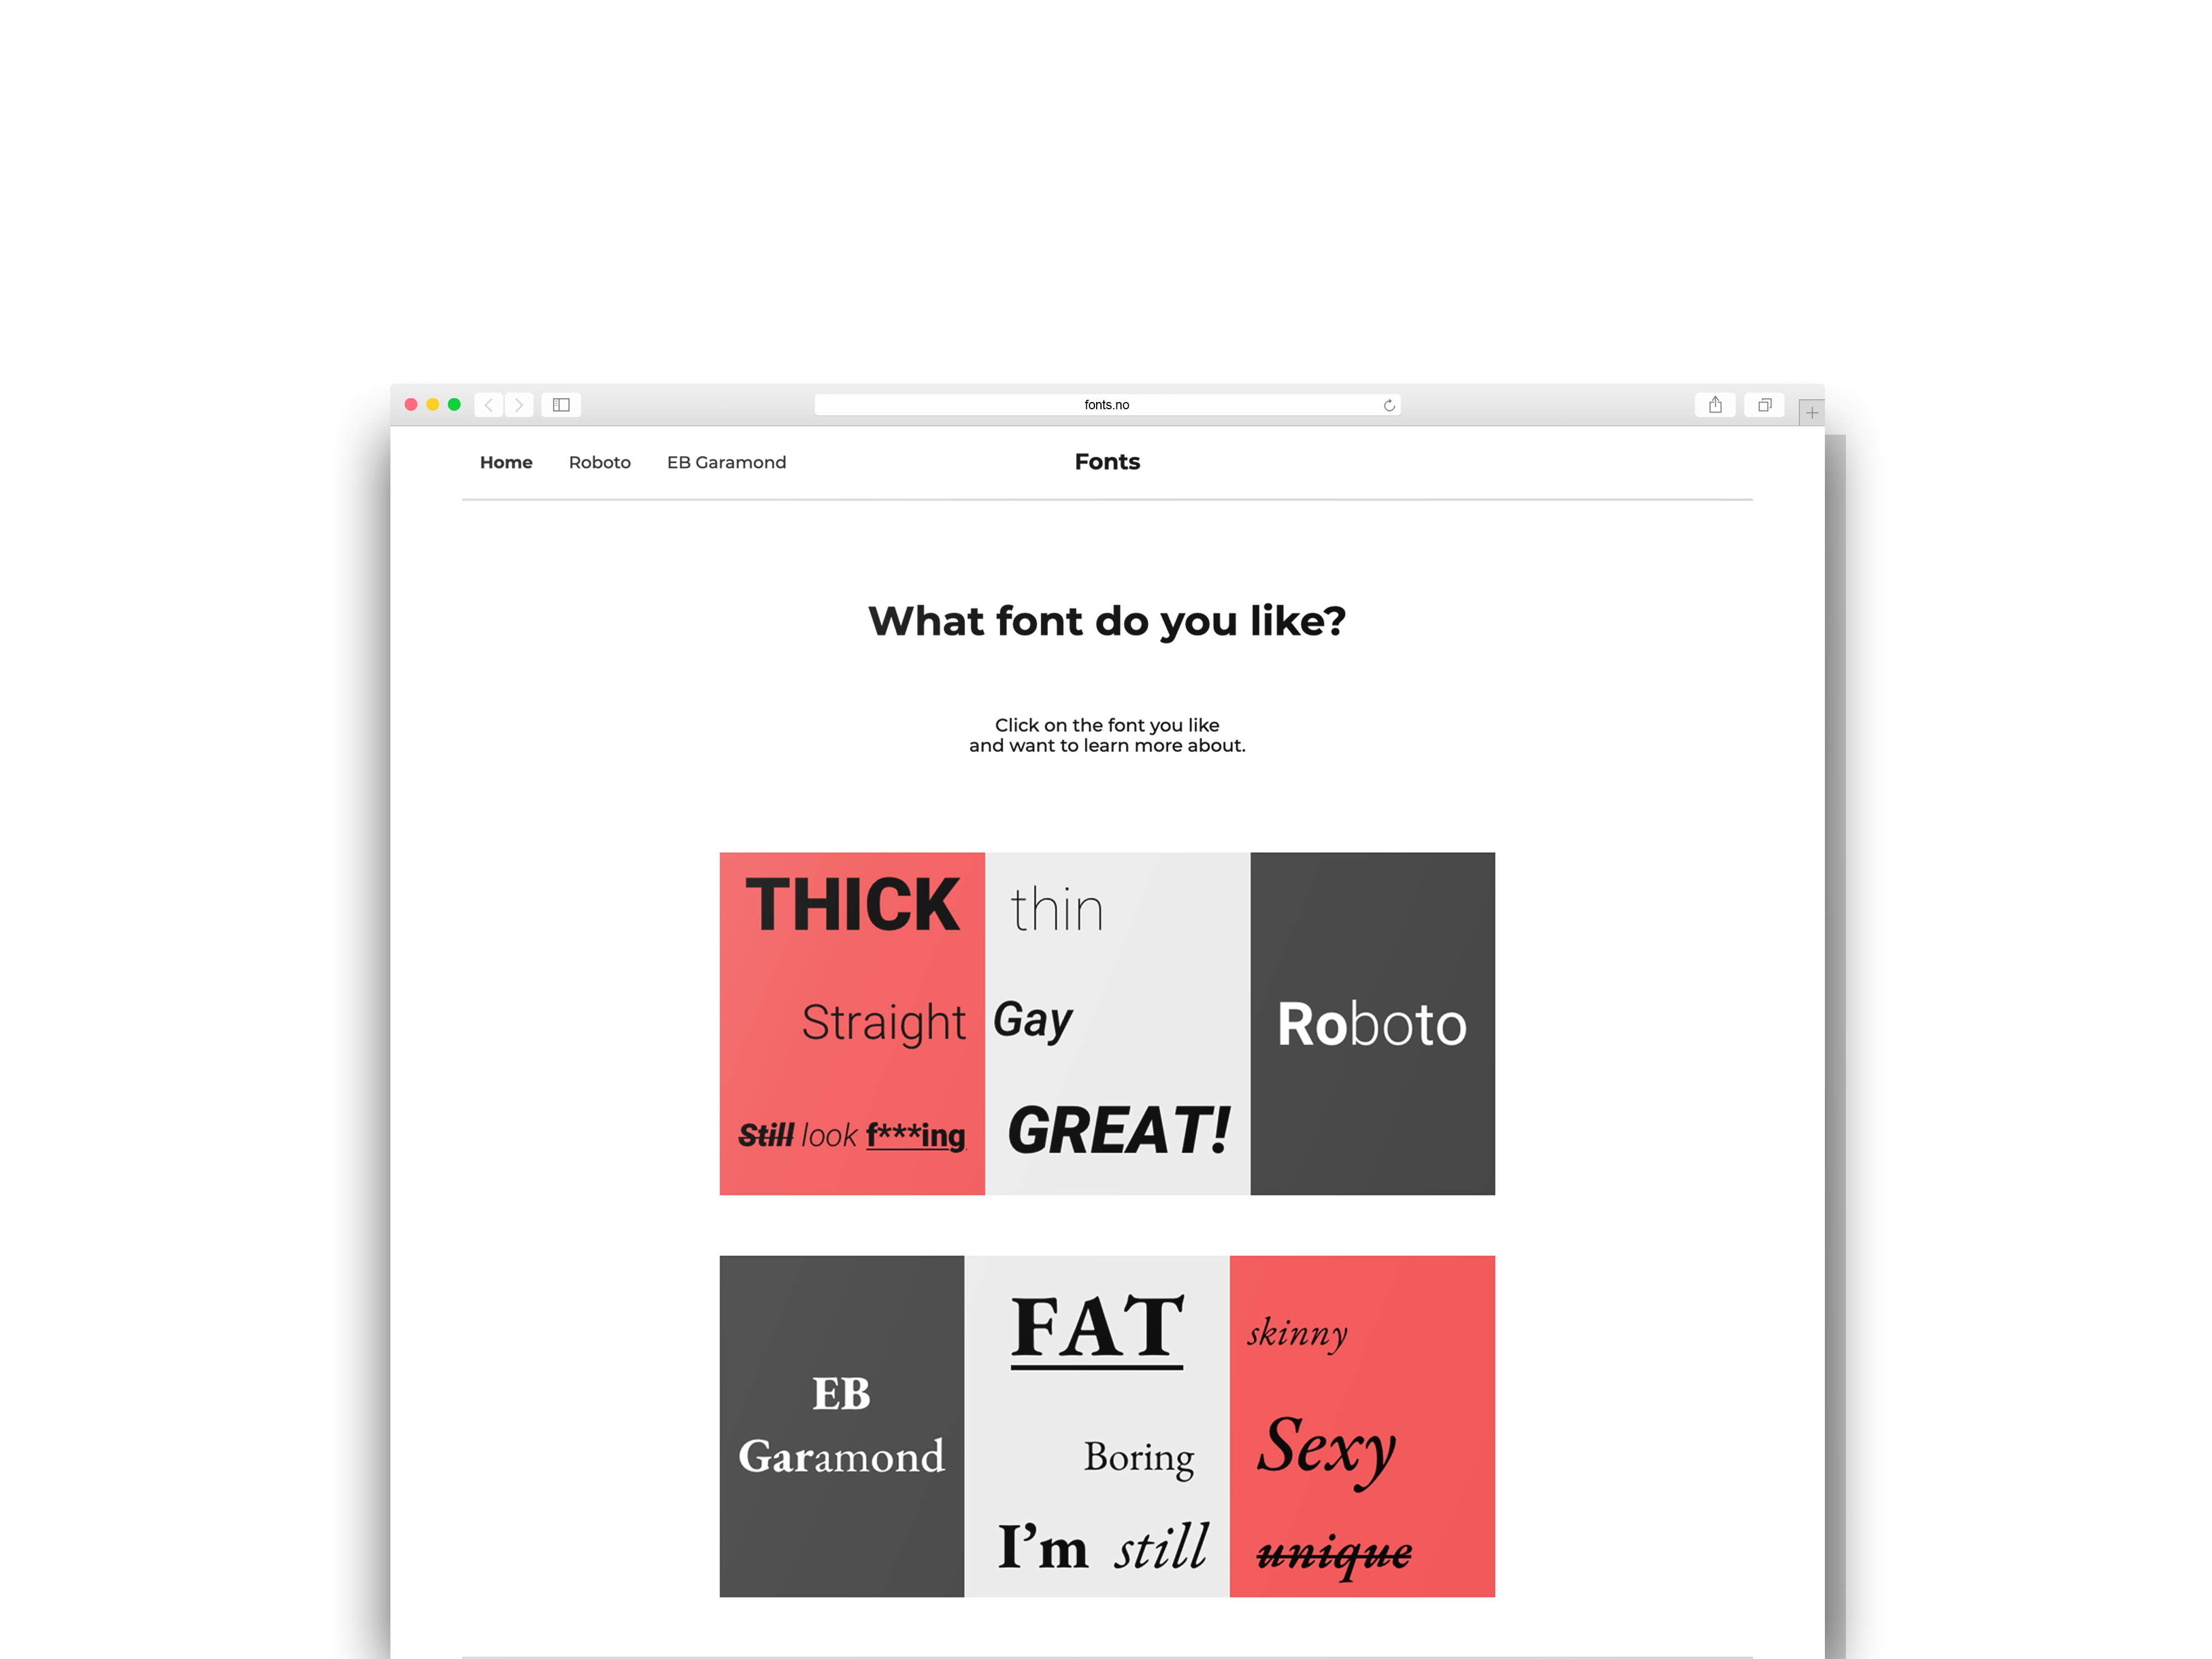 fonts.no
Home Roboto EB Garamond Fonts
What font do you like?
Click on the font you like
and want to learn more about.
THICK thin
Straight Gay
Roboto
Still look f***ing GREAT!
EB
Garamond
FAT skinny
Boring Sexy
I’m still unique